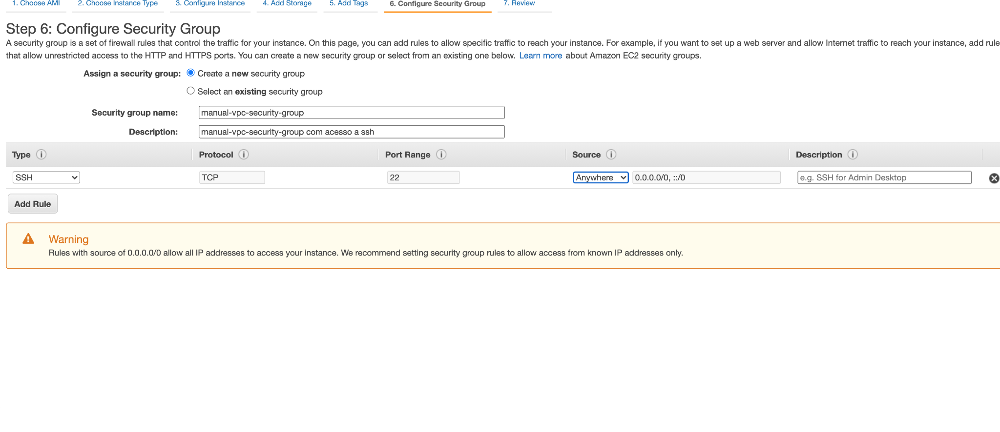 1. Choose AMI 2. Choose Instance Type 3. Configure Instance 4. Add Storage 5. Add Tags 6. Configure Security Group 7. Review
Step 6: Configure Security Group
A security group is a set of firewall rules that control the traffic for your instance. On this page, you can add rules to allow specific traffic to reach your instance. For example, if you want to set up a web server and allow Internet traffic to reach your instance, add rule
that allow unrestricted access to the HTTP and HTTPS ports. You can create a new security group or select from an existing one below. Learn more about Amazon EC2 security groups.
Assign a security group: Create a new security group
Select an existing security group
Security group name: manual-vpc-security-group
Description: manual-vpc-security-group com acesso a ssh
Type i Protocol i Port Range i Source i Description i
SSH TCP 22 Anywhere 0.0.0.0/0, ::/0 e.g. SSH for Admin Desktop
Add Rule
Warning
Rules with source of 0.0.0.0/0 allow all IP addresses to access your instance. We recommend setting security group rules to allow access from known IP addresses only.